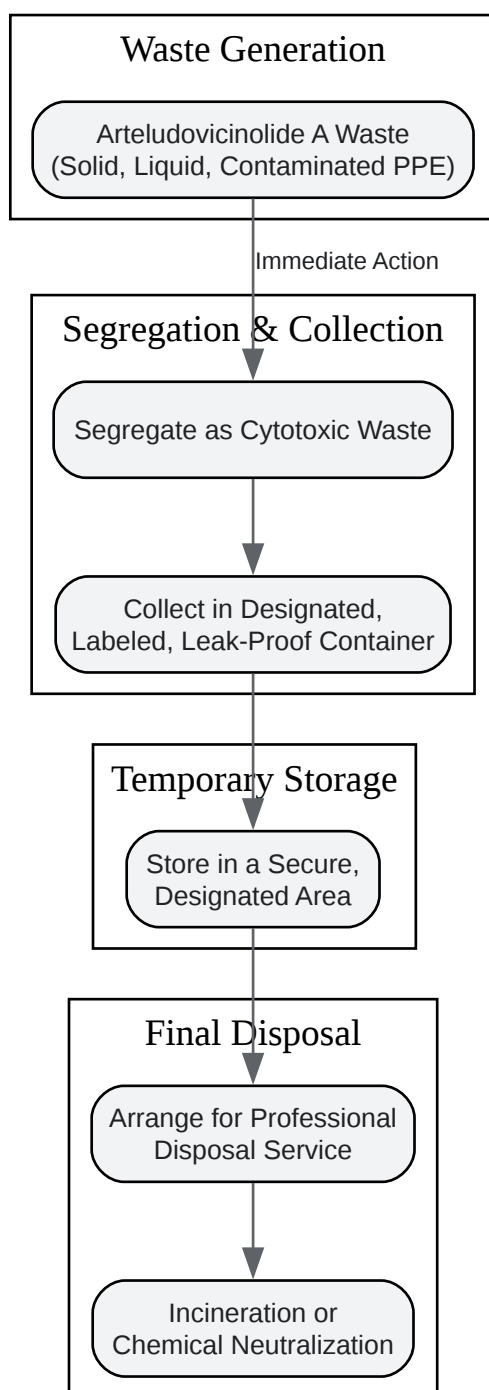 Waste Generation
Arteludovicinolide A Waste
(Solid, Liquid, Contaminated PPE)
Immediate Action
Segregation & Collection
Segregate as Cytotoxic Waste
Collect in Designated,
Labeled, Leak-Proof Container
Temporary Storage
Store in a Secure,
Designated Area
Final Disposal
Arrange for Professional
Disposal Service
Incineration or
Chemical Neutralization